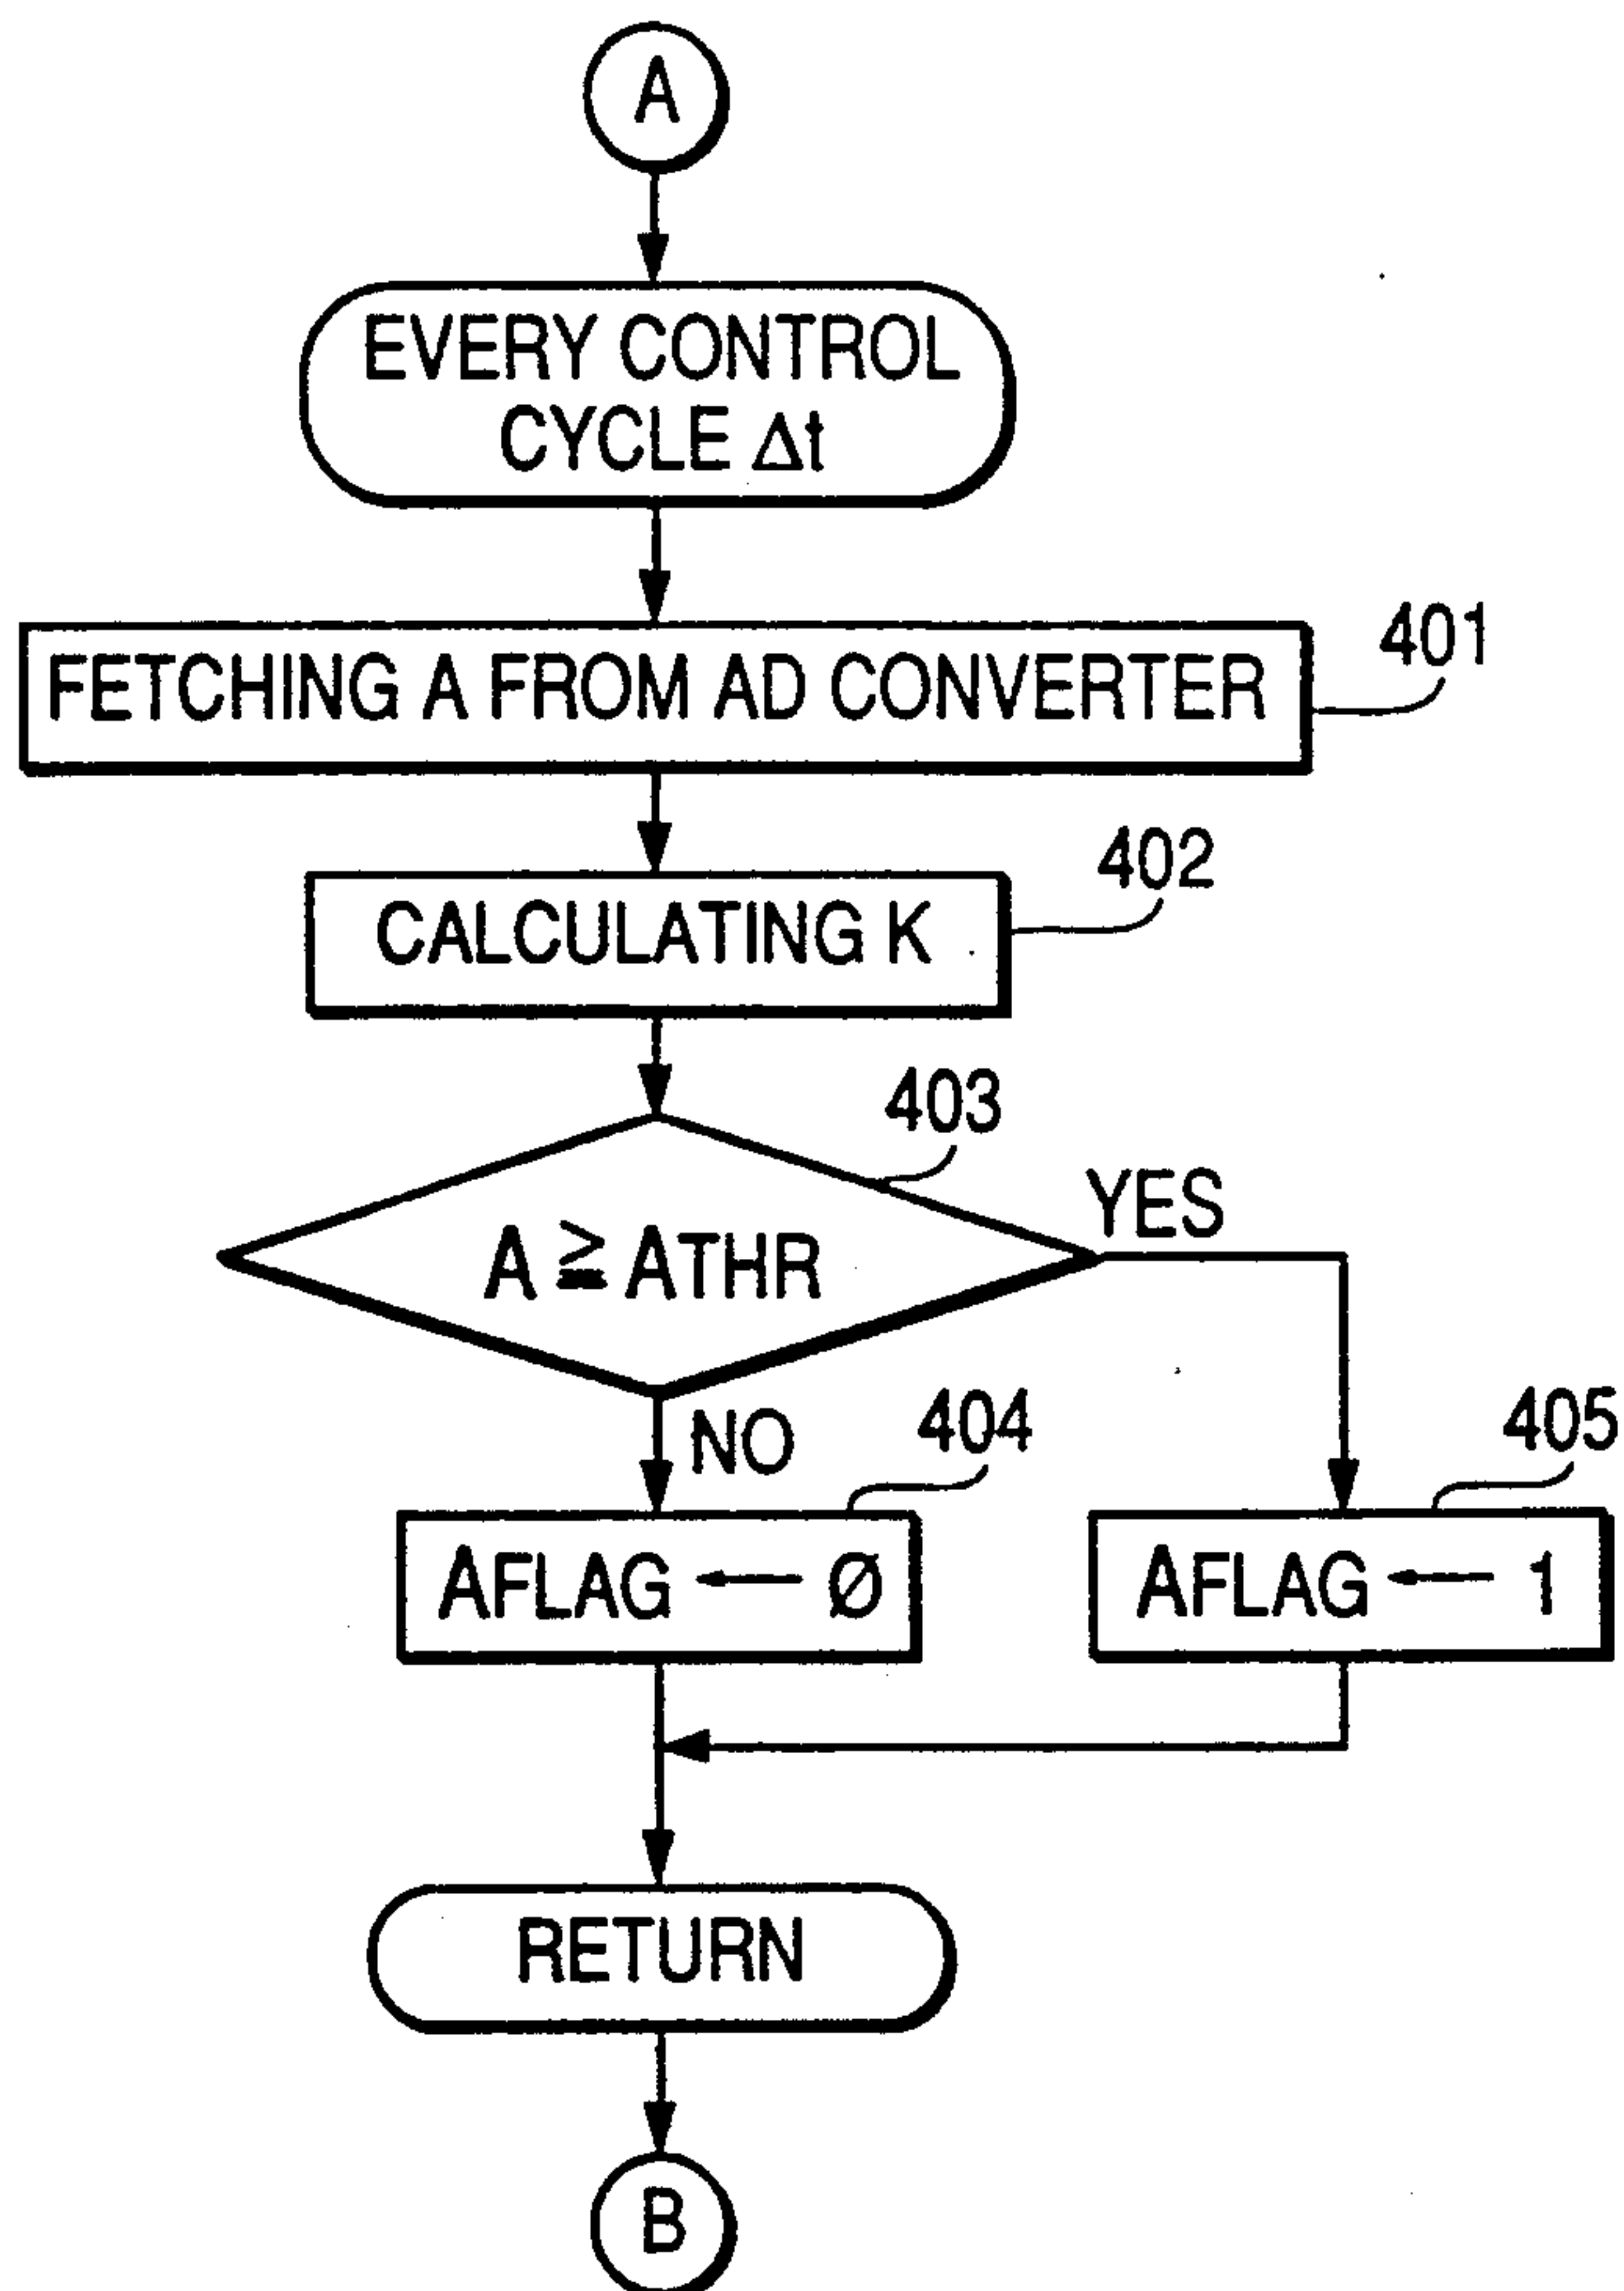 A
EVERY CONTROL
CYCLE Δt
FETCHING A FROM AD CONVERTER
401
CALCULATING K
402
403
A ≧ ATHR
YES
NO
404
405
AFLAG ← Ø
AFLAG ← 1
RETURN
B